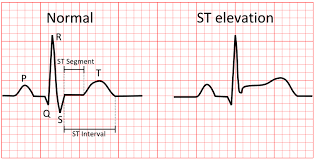 Normal
ST elevation
R
ST Segment
P
T
Q
S
ST Interval